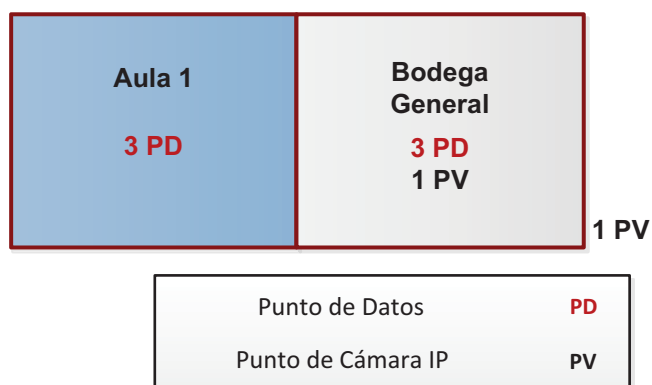 Aula 1
3 PD
Bodega
General
3 PD
1 PV
1 PV
Punto de Datos PD
Punto de Cámara IP PV